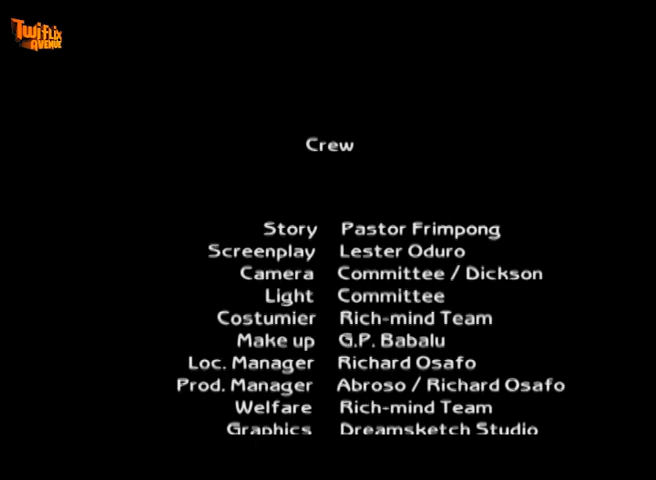 Twiflix
AVENUE
Crew
Story Pastor Frimpong
Screenplay Lester Oduro
Camera Committee / Dickson
Light Committee
Costumier Rich-mind Team
Make up G.P. Babalu
Loc. Manager Richard Osafo
Prod. Manager Abroso / Richard Osafo
Welfare Rich-mind Team
Graphics Dreamsketch Studio